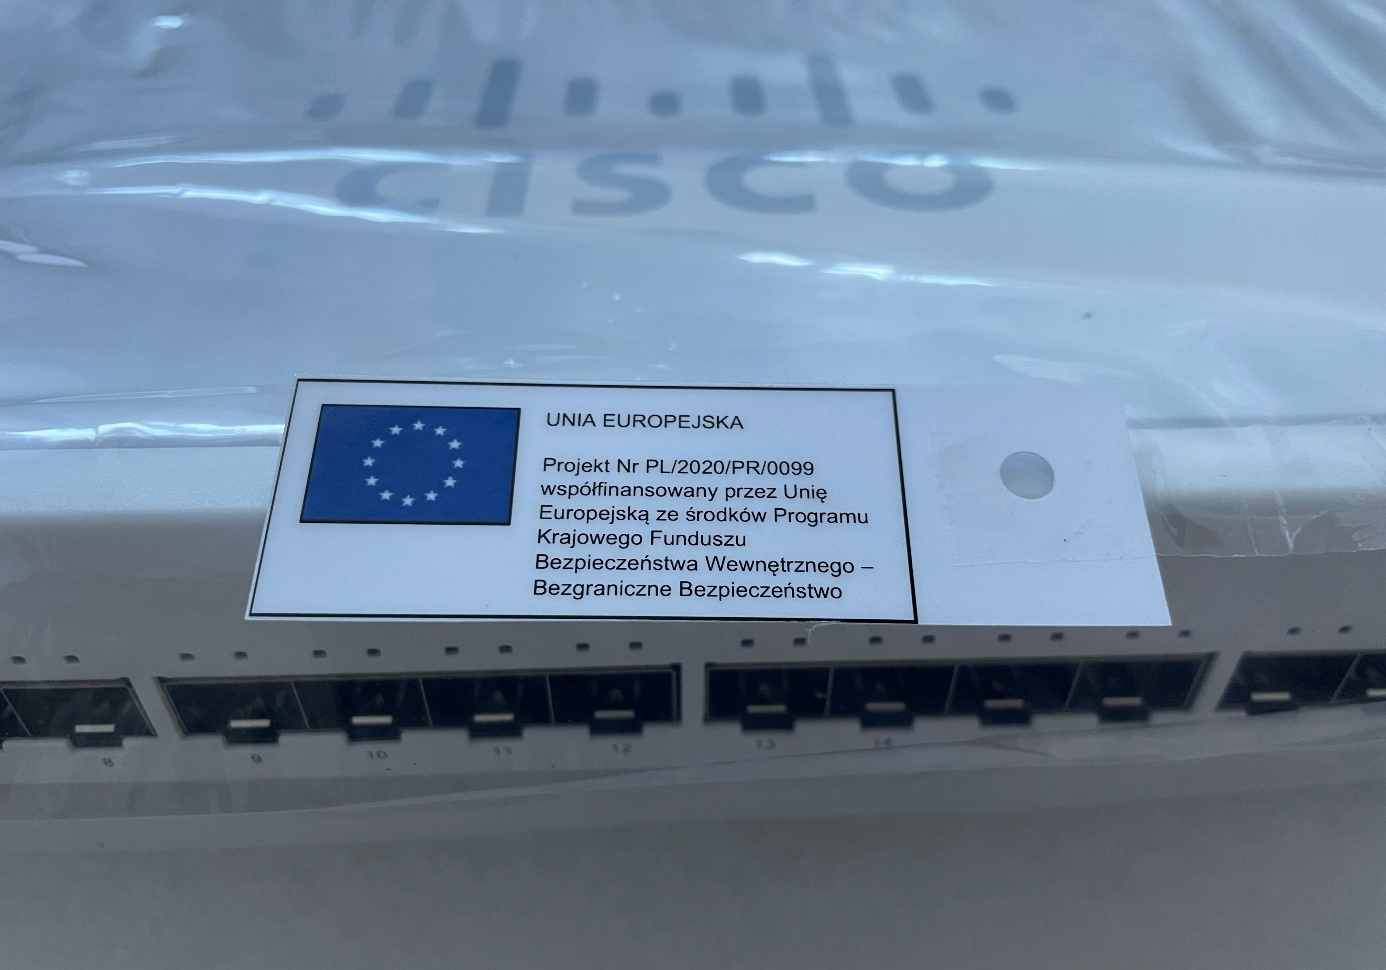 CISCO
UNIA EUROPEJSKA
Projekt Nr PL/2020/PR/0099
współfinansowany przez Unię
Europejską ze środków Programu
Krajowego Funduszu
Bezpieczeństwa Wewnętrznego –
Bezgraniczne Bezpieczeństwo
8 9 10 11 12 13 14